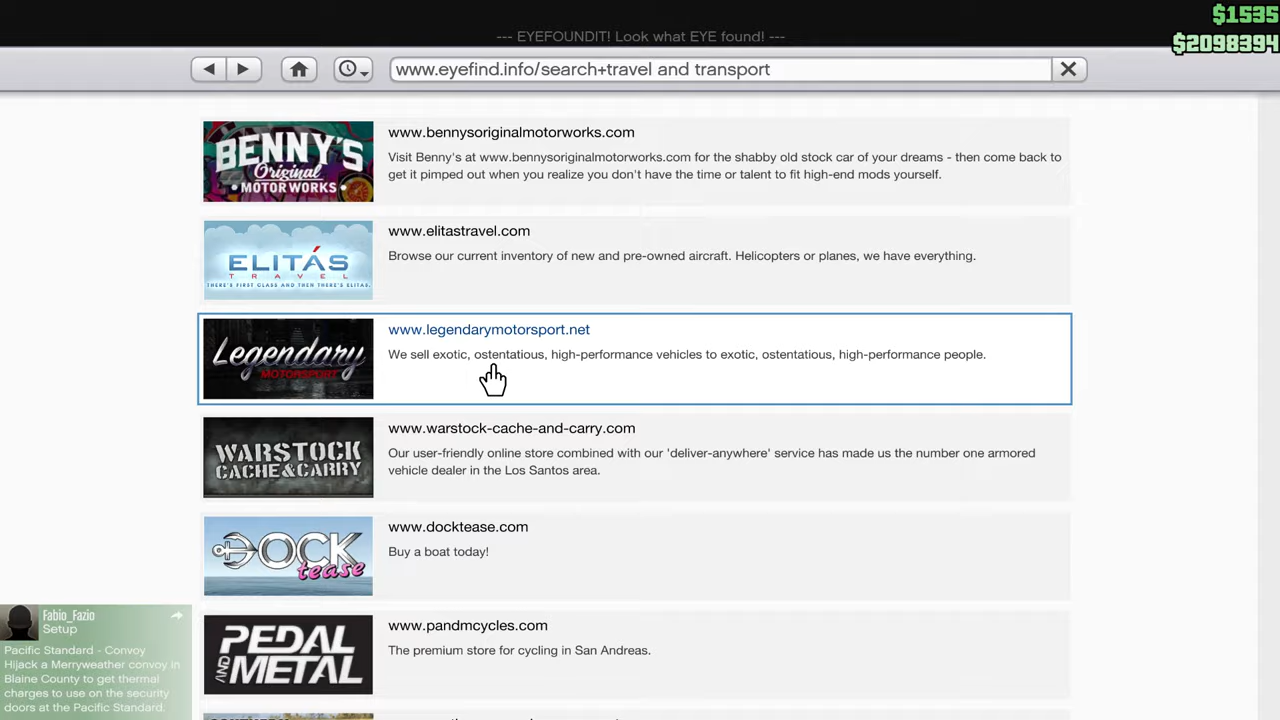 $1535
--- EYEFOUNDIT! Look what EYE found! ---
$2098394
www.eyefind.info/search+travel and transport
BENNY'S
Original
MOTOR WORKS
www.bennysoriginalmotorworks.com
Visit Benny's at www.bennysoriginalmotorworks.com for the shabby old stock car of your dreams - then come back to
get it pimped out when you realize you don't have the time or talent to fit high-end mods yourself.
ELITÁS
TRAVEL
THERE'S FIRST CLASS AND THEN THERE'S ELITAS.
www.elitastravel.com
Browse our current inventory of new and pre-owned aircraft. Helicopters or planes, we have everything.
Legendary
MOTORSPORT
www.legendarymotorsport.net
We sell exotic, ostentatious, high-performance vehicles to exotic, ostentatious, high-performance people.
WARSTOCK
CACHE&CARRY
www.warstock-cache-and-carry.com
Our user-friendly online store combined with our 'deliver-anywhere' service has made us the number one armored
vehicle dealer in the Los Santos area.
DOCK
tease
www.docktease.com
Buy a boat today!
PEDAL
AND METAL
www.pandmcycles.com
The premium store for cycling in San Andreas.
Fabio_Fazio
Setup
Pacific Standard - Convoy
Hijack a Merryweather convoy in
Blaine County to get thermal
charges to use on the security
doors at the Pacific Standard.